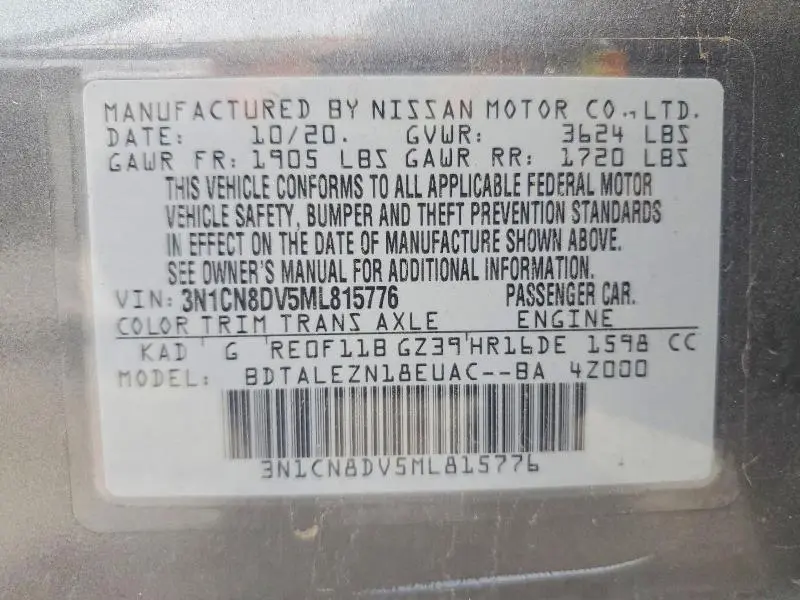 MANUFACTURED BY NISSAN MOTOR CO., LTD.
DATE: 10/20. GVWR: 3624 LBS
GAWR FR: 1905 LBS GAWR RR: 1720 LBS
THIS VEHICLE CONFORMS TO ALL APPLICABLE FEDERAL MOTOR
VEHICLE SAFETY, BUMPER AND THEFT PREVENTION STANDARDS
IN EFFECT ON THE DATE OF MANUFACTURE SHOWN ABOVE.
SEE OWNER'S MANUAL FOR ADDITIONAL INFORMATION.
VIN: 3N1CN8DV5ML815776 PASSENGER CAR.
COLOR TRIM TRANS AXLE ENGINE
KAD G RE0F11B GZ39 HR16DE 1598 CC
MODEL: BDTALEZN18EUAC--BA 4Z000
3N1CN8DV5ML815776